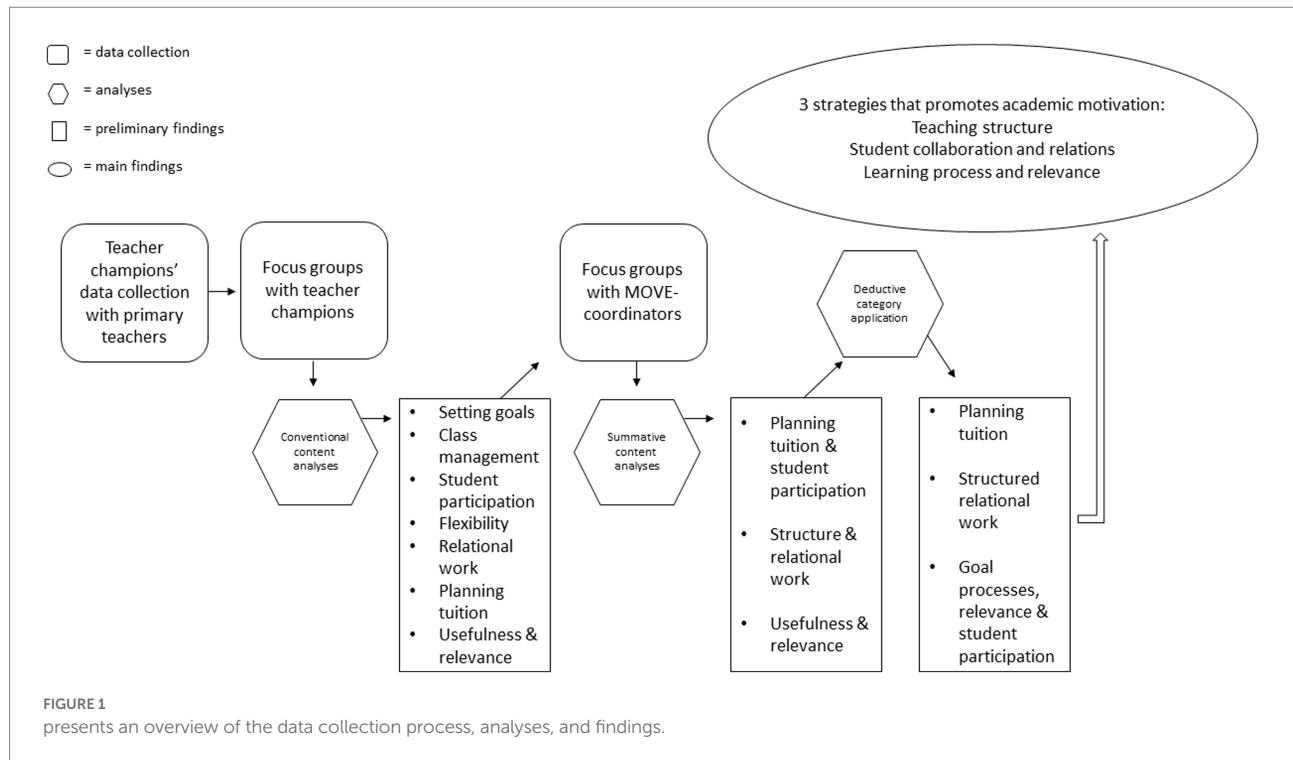 = data collection
= analyses
= preliminary findings
= main findings
3 strategies that promotes academic motivation:
Teaching structure
Student collaboration and relations
Learning process and relevance
Teacher
champions'
data collection
with primary
teachers
Focus groups
with teacher
champions
Focus groups
with MOVE-
coordinators
Deductive
category
application
Conventional
content
analyses
• Setting goals
• Class
management
• Student
participation
• Flexibility
• Relational
work
• Planning
tuition
• Usefulness &
relevance
Summative
content
analyses
• Planning
tuition &
student
participation
• Structure &
relational
work
• Usefulness &
relevance
• Planning
tuition
• Structured
relational
work
• Goal
processes,
relevance &
student
participation
FIGURE 1
presents an overview of the data collection process, analyses, and findings.